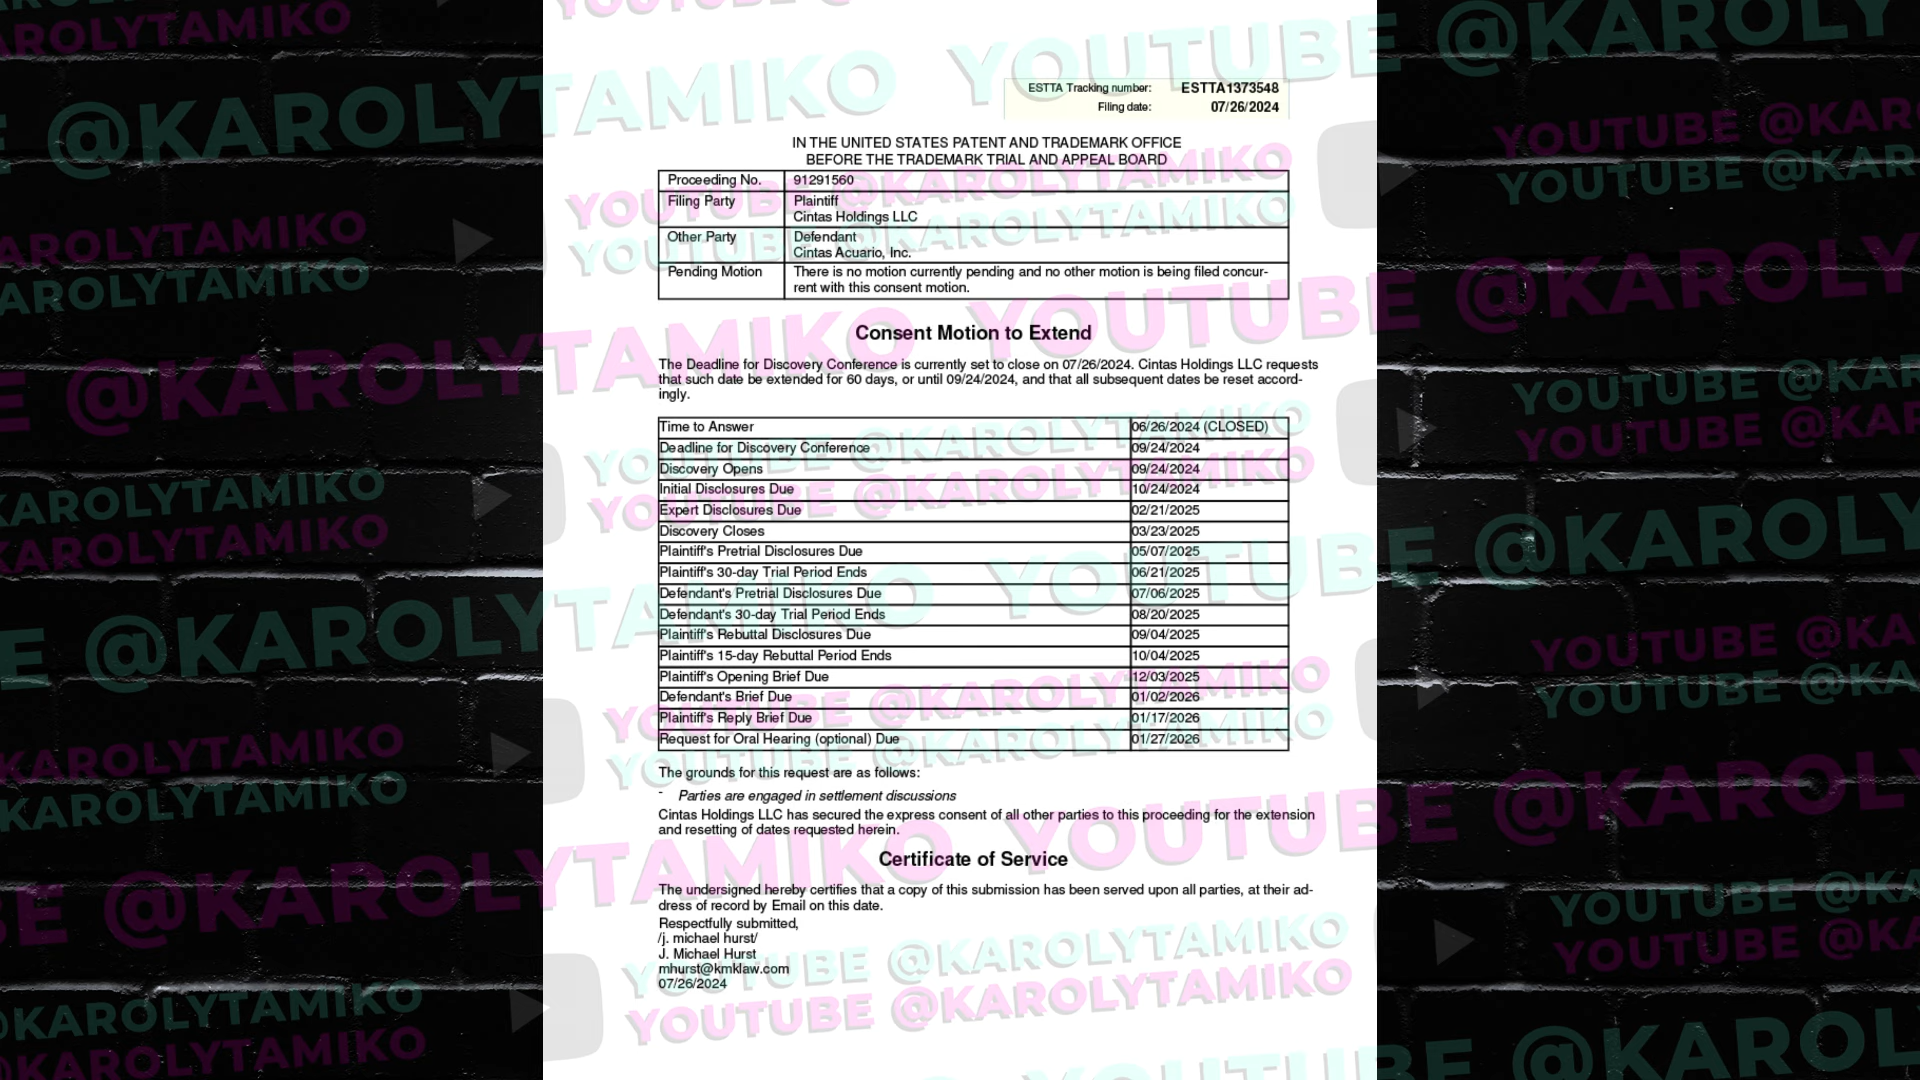 ESTTA Tracking number: ESTTA1373548
Filing date: 07/26/2024
IN THE UNITED STATES PATENT AND TRADEMARK OFFICE
BEFORE THE TRADEMARK TRIAL AND APPEAL BOARD
Proceeding No. 91291560
Filing Party Plaintiff
Cintas Holdings LLC
Other Party Defendant
Cintas Acuario, Inc.
Pending Motion There is no motion currently pending and no other motion is being filed concur-
rent with this consent motion.
Consent Motion to Extend
The Deadline for Discovery Conference is currently set to close on 07/26/2024. Cintas Holdings LLC requests
that such date be extended for 60 days, or until 09/24/2024, and that all subsequent dates be reset accord-
ingly.
Time to Answer 06/26/2024 (CLOSED)
Deadline for Discovery Conference 09/24/2024
Discovery Opens 09/24/2024
Initial Disclosures Due 10/24/2024
Expert Disclosures Due 02/21/2025
Discovery Closes 03/23/2025
Plaintiff's Pretrial Disclosures Due 05/07/2025
Plaintiff's 30-day Trial Period Ends 06/21/2025
Defendant's Pretrial Disclosures Due 07/06/2025
Defendant's 30-day Trial Period Ends 08/20/2025
Plaintiff's Rebuttal Disclosures Due 09/04/2025
Plaintiff's 15-day Rebuttal Period Ends 10/04/2025
Plaintiff's Opening Brief Due 12/03/2025
Defendant's Brief Due 01/02/2026
Plaintiff's Reply Brief Due 01/17/2026
Request for Oral Hearing (optional) Due 01/27/2026
The grounds for this request are as follows:
- Parties are engaged in settlement discussions
Cintas Holdings LLC has secured the express consent of all other parties to this proceeding for the extension
and resetting of dates requested herein.
Certificate of Service
The undersigned hereby certifies that a copy of this submission has been served upon all parties, at their ad-
dress of record by Email on this date.
Respectfully submitted,
/j. michael hurst/
J. Michael Hurst
mhurst@kmklaw.com
07/26/2024
YOUTUBE @KAROLYTAMIKO